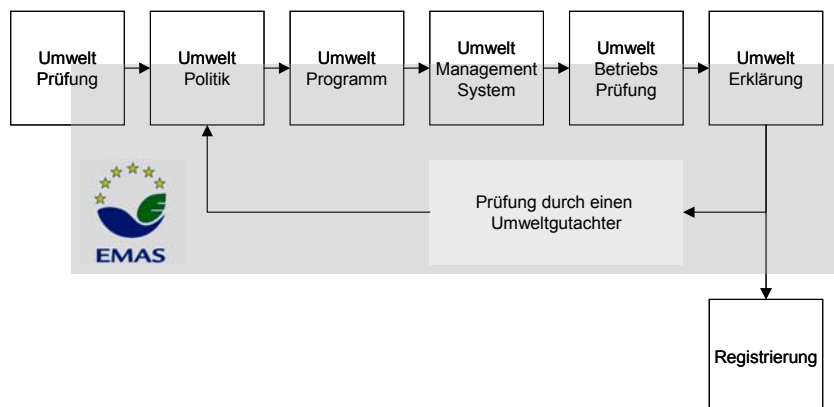 Umwelt
Prüfung
Umwelt
Politik
Umwelt
Programm
Umwelt
Management
System
Umwelt
Betriebs
Prüfung
Umwelt
Erklärung
EMAS
Prüfung durch einen
Umweltgutachter
Registrierung